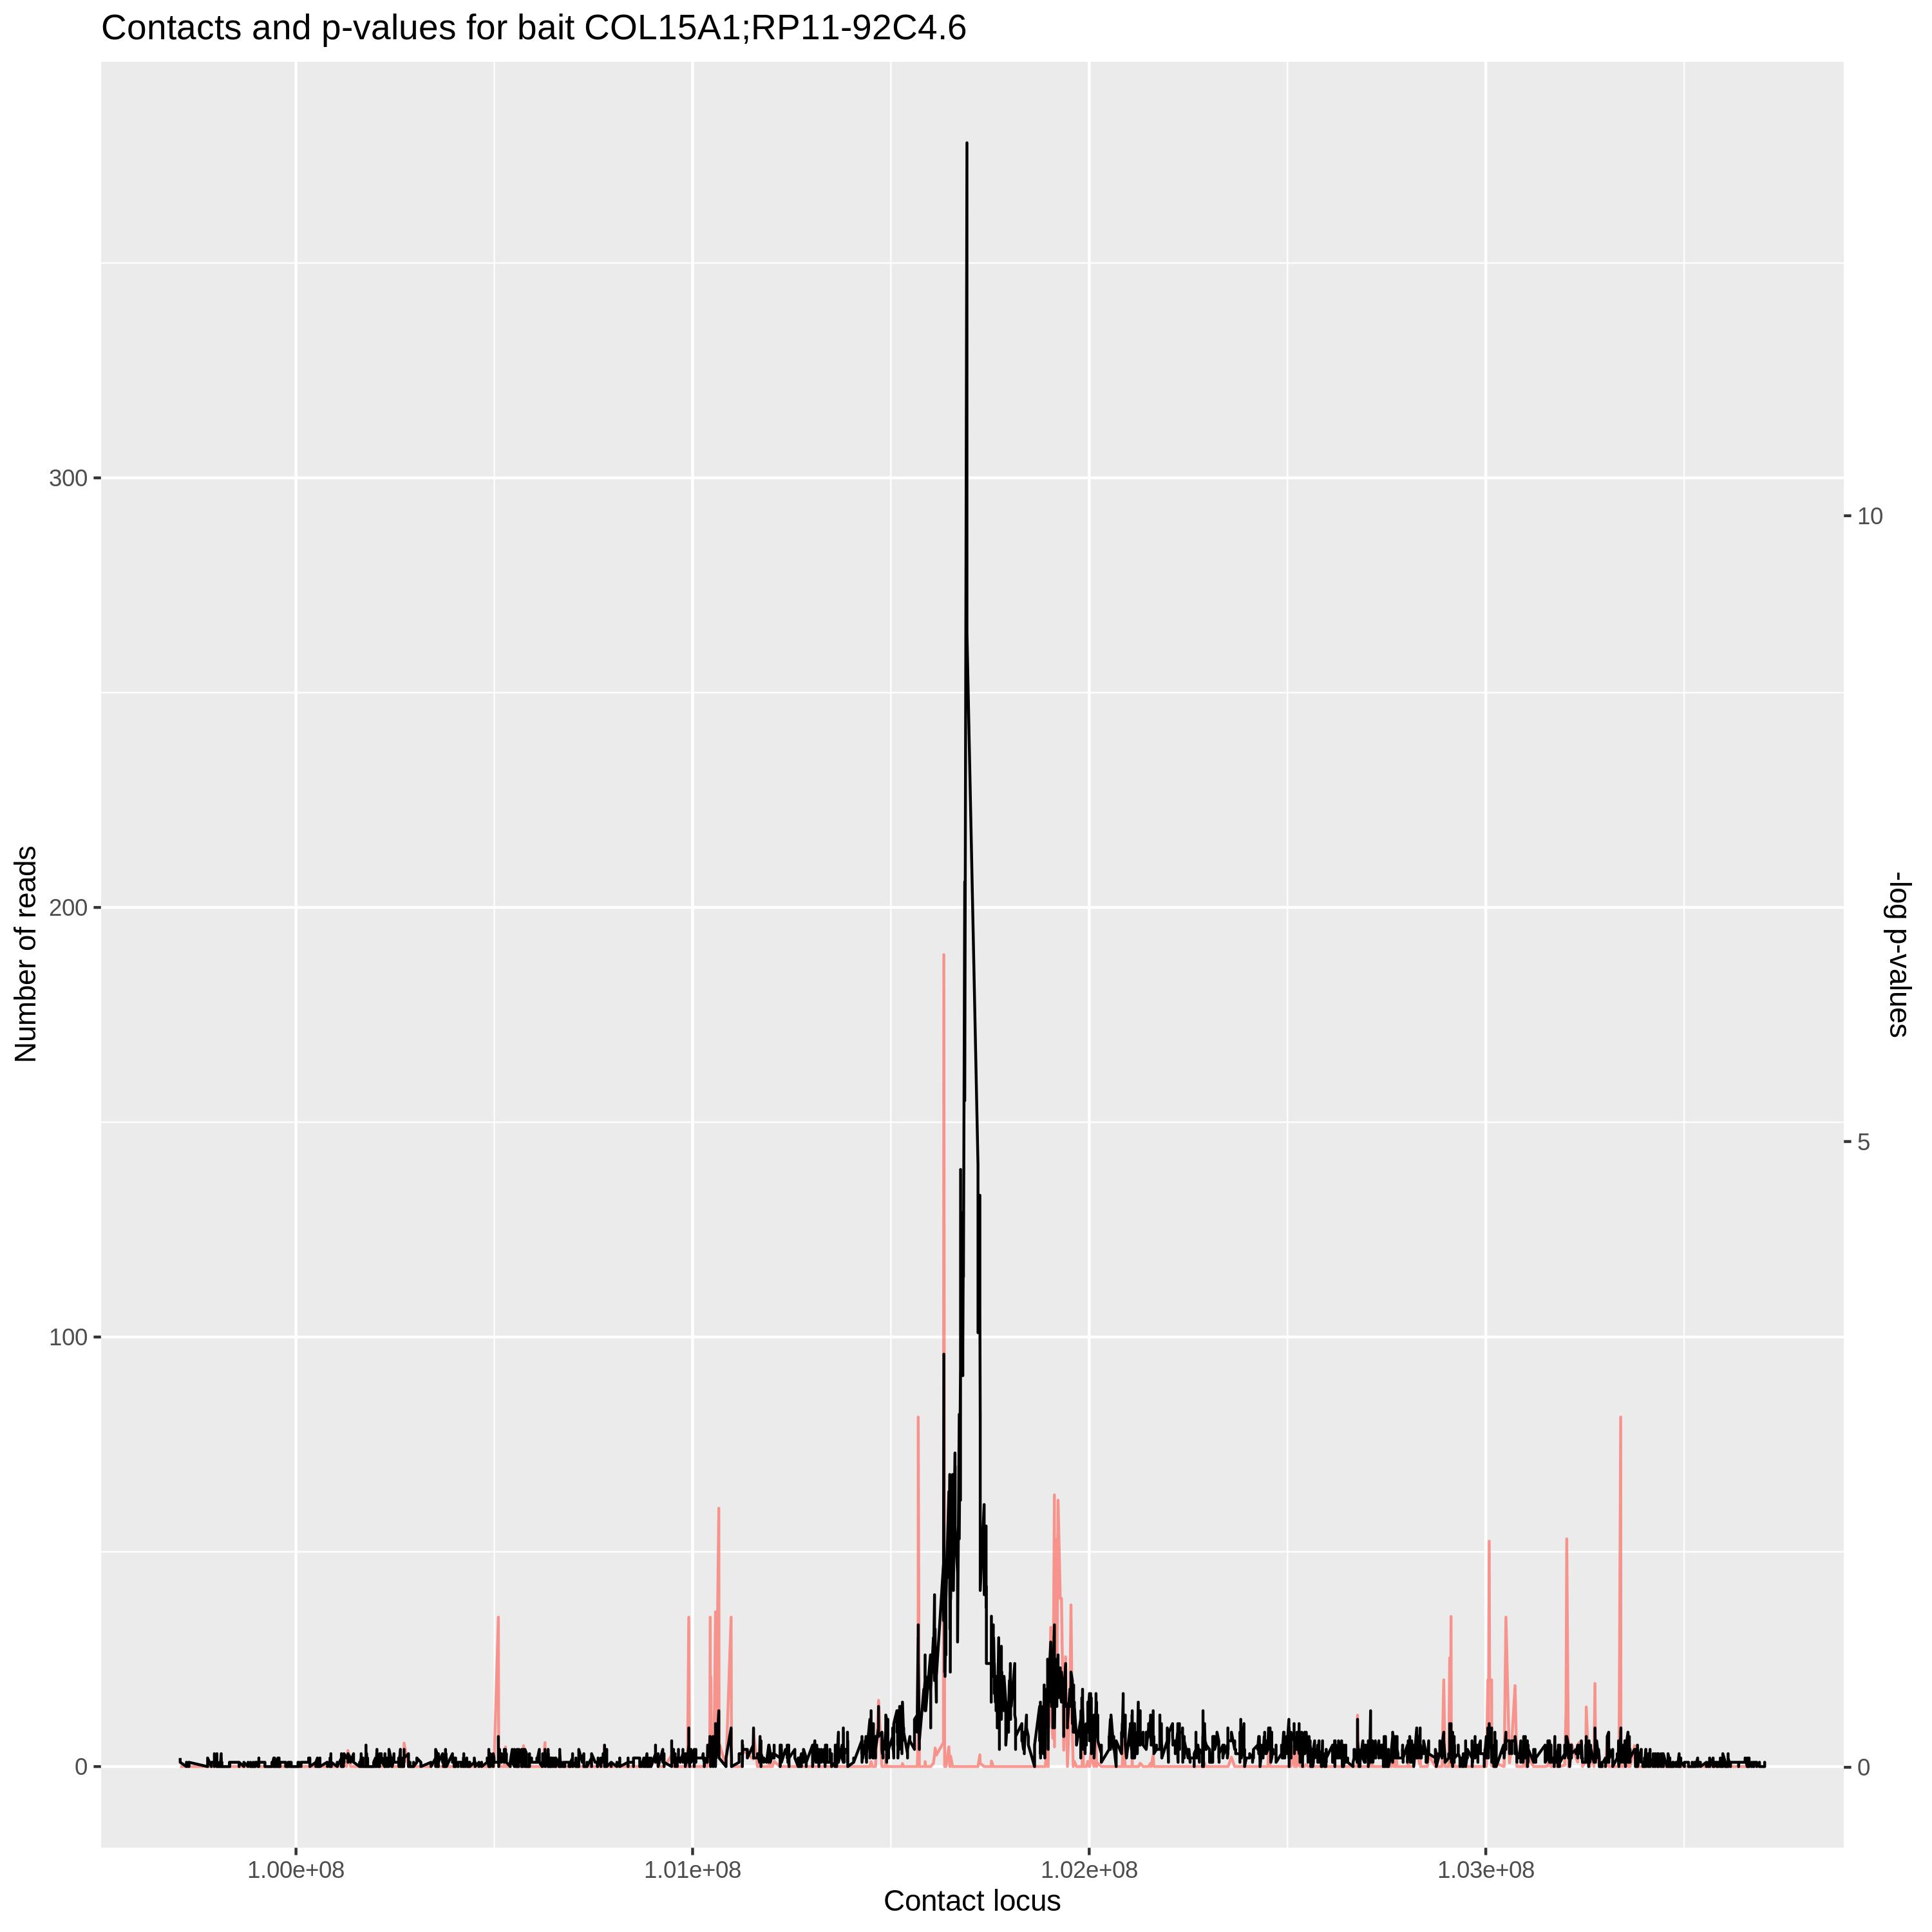 Contacts and p-values for bait COL15A1;RP11-92C4.6
Number of reads
300
200
100
0
10
5
0
-log p-values
1.00e+08
1.01e+08
1.02e+08
1.03e+08
Contact locus